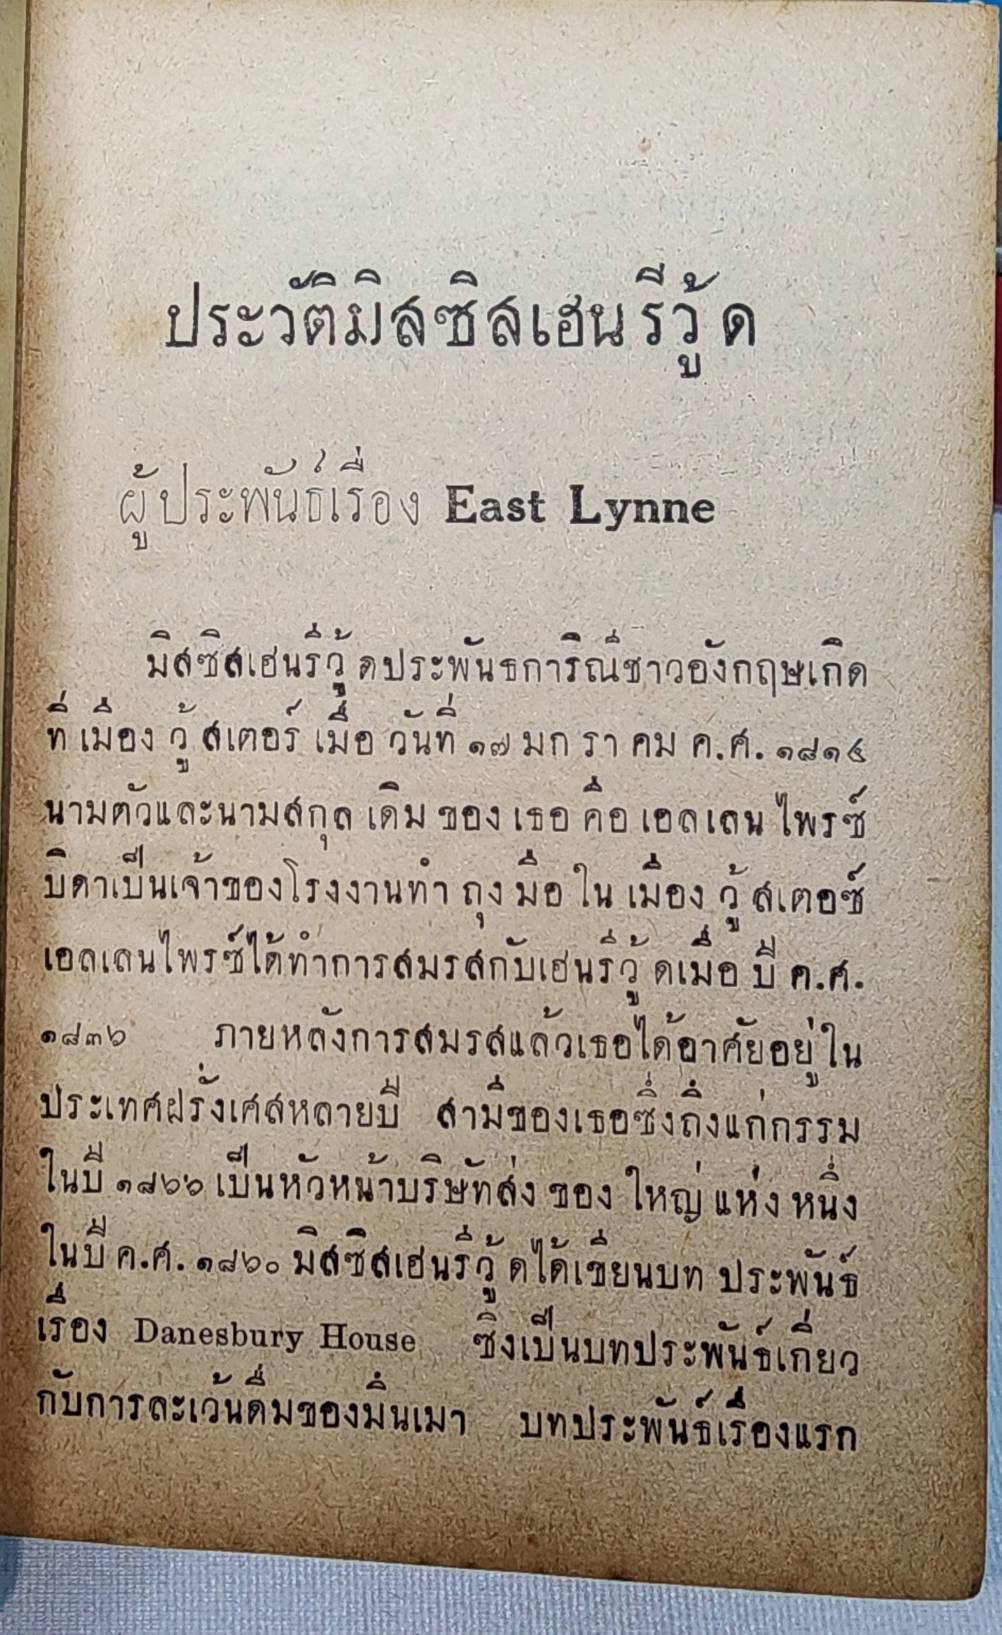 ประวัติมิสซิสเฮนรีวู้ด
ผู้ประพันธ์เรื่อง East Lynne
มิสซิสเฮนรี่วู้ดประพันธการิณีชาวอังกฤษเกิด
ที่เมืองวู้สเตอร์เมื่อวันที่ ๑๗ มกราคม ค.ศ. ๑๘๑๔
นามตัวและนามสกุลเดิมของเธอคือเอลเลนไพรซ์
บิดาเป็นเจ้าของโรงงานทำถุงมือในเมืองวู้สเตอซ์
เอลเลนไพรซ์ได้ทำการสมรสกับเฮนรี่วู้ดเมื่อปี ค.ศ.
๑๘๓๖ ภายหลังการสมรสแล้วเธอได้อาศัยอยู่ใน
ประเทศฝรั่งเศสหลายปี สามีของเธอซึ่งถึงแก่กรรม
ในปี ๑๘๖๖ เป็นหัวหน้าบริษัทส่งของใหญ่แห่งหนึ่ง
ในปี ค.ศ. ๑๘๖๐ มิสซิสเฮนรี่วู้ดได้เขียนบทประพันธ์
เรื่อง Danesbury House ซึ่งเป็นบทประพันธ์เกี่ยว
กับการละเว้นดื่มของมึนเมา บทประพันธ์เรื่องแรก